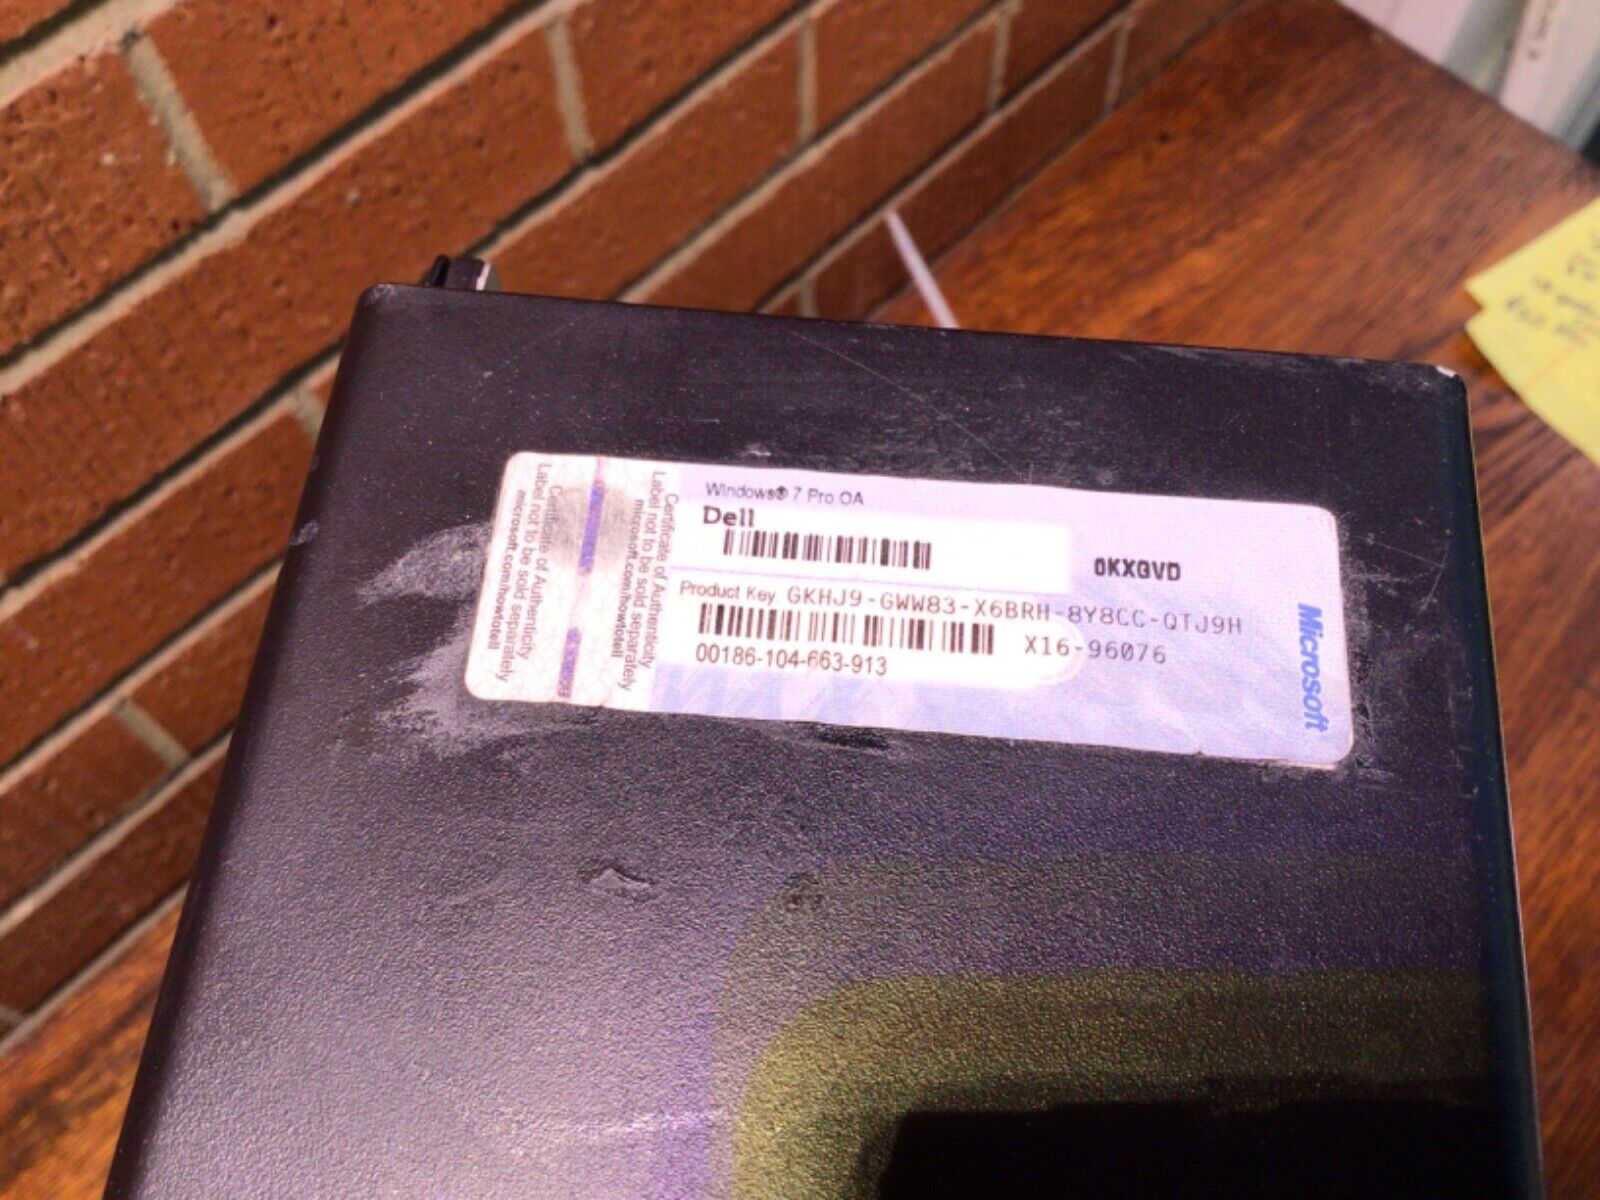 Windows® 7 Pro OA
Dell
0KXGVD
Product Key: GKHJ9-GWW83-X6BRH-8Y8CC-QTJ9H
X16-96076
00186-104-663-913
Microsoft
Certificate of Authenticity
Label not to be sold separately
microsoft.com/howtotell
Certificate of Authenticity
Label not to be sold separately
microsoft.com/howtotell